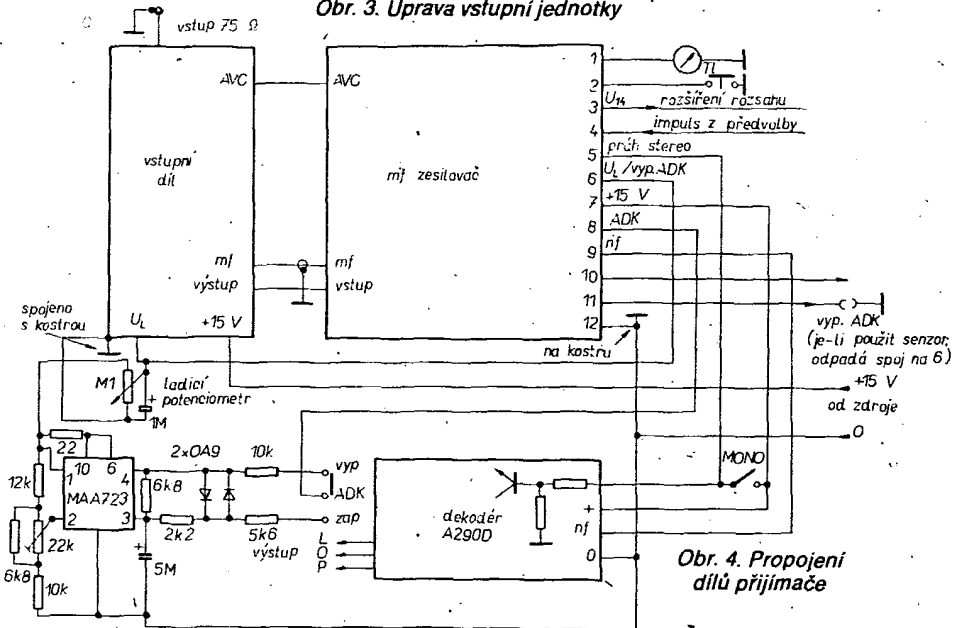 Obr. 3. Úprava vstupní jednotky
vstup 75 Ω
AVC
AVC
vstupní
díl
mf zesilovač
mf
výstup
mf
vstup
U_L
+15 V
spojeno
s kostrou
1
2
3
4
5
6
7
8
9
10
11
12
TL
U14
rozšíření rozsahu
impuls z předvolby
práh stereo
U_L/vyp. ADK
+15 V
ADK
nf
na kostru
vyp. ADK
(je-li použit senzor,
odpadá spoj na 6)
+15 V
od zdroje
0
M1
ladicí
potenciometr
+
1M
22
12k
10
6
1
4
MAA723
2
3
22k
6k8
10k
6k8
2×OA9
10k
2k2
5k6
+
5M
vyp
ADK
zap
výstup
L
O
P
dekodér
A290D
+
nf
0
MONO
Obr. 4. Propojení
dílů přijímače